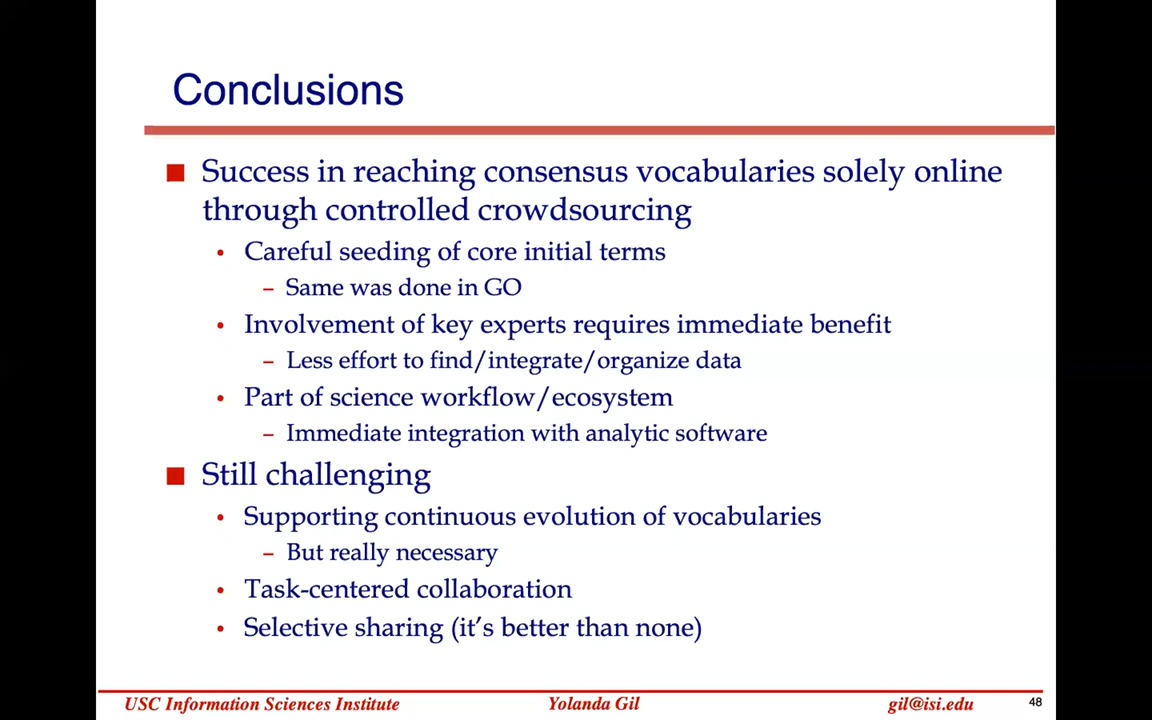 Conclusions
■ Success in reaching consensus vocabularies solely online
through controlled crowdsourcing
• Careful seeding of core initial terms
– Same was done in GO
• Involvement of key experts requires immediate benefit
– Less effort to find/integrate/organize data
• Part of science workflow/ecosystem
– Immediate integration with analytic software
■ Still challenging
• Supporting continuous evolution of vocabularies
– But really necessary
• Task-centered collaboration
• Selective sharing (it's better than none)
USC Information Sciences Institute Yolanda Gil gil@isi.edu 48